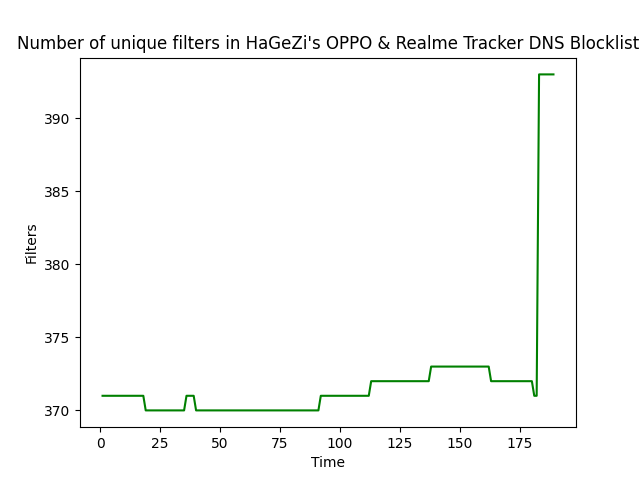 Number of unique filters in HaGeZi's OPPO & Realme Tracker DNS Blocklist
390
385
380
375
370
Filters
0 25 50 75 100 125 150 175
Time